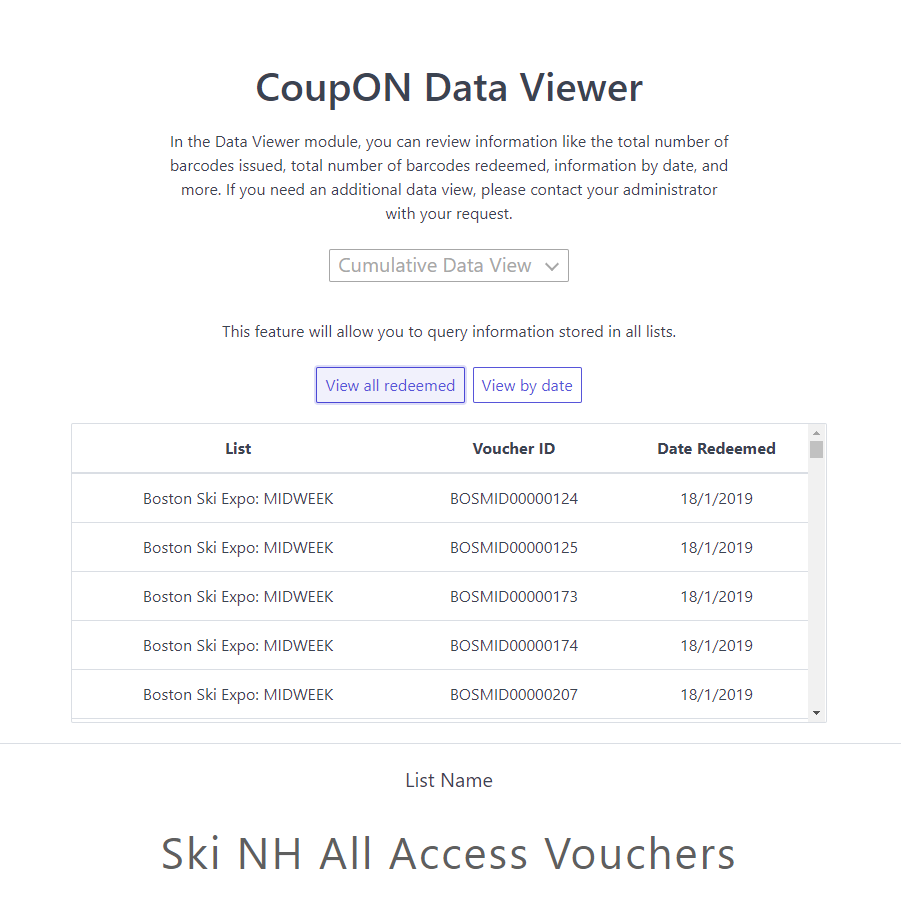 CoupON Data Viewer
In the Data Viewer module, you can review information like the total number of
barcodes issued, total number of barcodes redeemed, information by date, and
more. If you need an additional data view, please contact your administrator
with your request.
Cumulative Data View
This feature will allow you to query information stored in all lists.
View all redeemed View by date
List Voucher ID Date Redeemed
Boston Ski Expo: MIDWEEK BOSMID00000124 18/1/2019
Boston Ski Expo: MIDWEEK BOSMID00000125 18/1/2019
Boston Ski Expo: MIDWEEK BOSMID00000173 18/1/2019
Boston Ski Expo: MIDWEEK BOSMID00000174 18/1/2019
Boston Ski Expo: MIDWEEK BOSMID00000207 18/1/2019
List Name
Ski NH All Access Vouchers